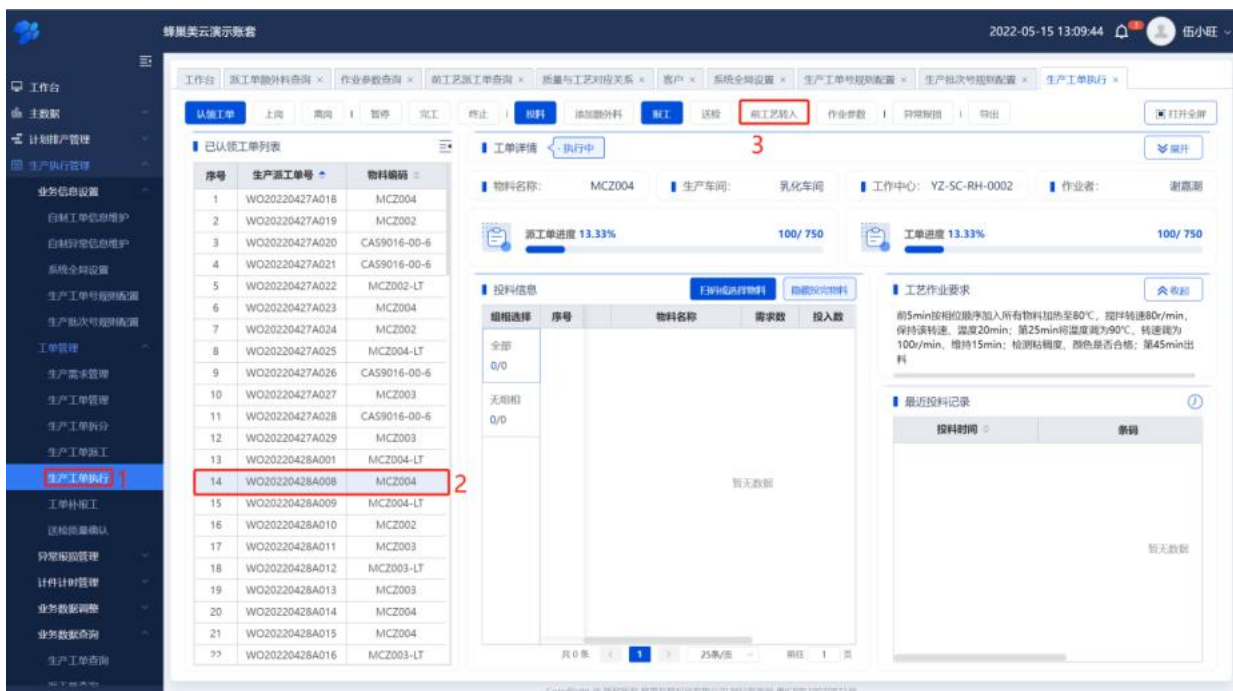 蜂巢美云演示账套
2022-05-15 13:09:44
伍小旺
工作台
主数据
计划排产管理
生产执行管理
业务信息设置
自制工单信息维护
自制异常信息维护
系统全局设置
生产工单号规则配置
生产批次号规则配置
工单管理
生产需求管理
生产工单管理
生产工单拆分
生产工单派工
生产工单执行 1
工单补报工
送检质量确认
异常报损管理
计件计时管理
业务数据调整
业务数据查询
生产工单查询
工作台 派工单额外料查询 × 作业参数查询 × 前工艺派工单查询 × 质量与工艺对应关系 × 客户 × 系统全局设置 × 生产工单号规则配置 × 生产批次号规则配置 × 生产工单执行 ×
认领工单 上岗 离岗 暂停 完工 终止 投料 添加额外料 报工 送检 前工艺转入 作业参数 异常报损 导出 打开全屏
3
已认领工单列表
序号 生产派工单号 物料编码
1 WO20220427A018 MCZ004
2 WO20220427A019 MCZ002
3 WO20220427A020 CAS9016-00-6
4 WO20220427A021 CAS9016-00-6
5 WO20220427A022 MCZ002-LT
6 WO20220427A023 MCZ004
7 WO20220427A024 MCZ002
8 WO20220427A025 MCZ004-LT
9 WO20220427A026 CAS9016-00-6
10 WO20220427A027 MCZ003
11 WO20220427A028 CAS9016-00-6
12 WO20220427A029 MCZ003
13 WO20220428A001 MCZ004-LT
14 WO20220428A008 MCZ004 2
15 WO20220428A009 MCZ004-LT
16 WO20220428A010 MCZ002
17 WO20220428A011 MCZ003
18 WO20220428A012 MCZ003-LT
19 WO20220428A013 MCZ003
20 WO20220428A014 MCZ004
21 WO20220428A015 MCZ004
22 WO20220428A016 MCZ003-LT
工单详情 执行中 展开
物料名称: MCZ004 生产车间: 乳化车间 工作中心: YZ-SC-RH-0002 作业者: 谢嘉潮
派工单进度 13.33% 100/ 750 工单进度 13.33% 100/ 750
投料信息 扫码或选择物料 隐藏投完物料
组相选择 序号 物料名称 需求数 投入数
全部
0/0
无组相
0/0
暂无数据
共 0 条 1 25条/页 前往 1 页
工艺作业要求 收起
前5min按相位顺序加入所有物料加热至80℃, 搅拌转速80r/min,
保持该转速、温度20min; 第25min将温度调为90℃、转速调为
100r/min, 维持15min; 检测粘稠度、颜色是否合格; 第45min出
料
最近投料记录
投料时间 条码
暂无数据